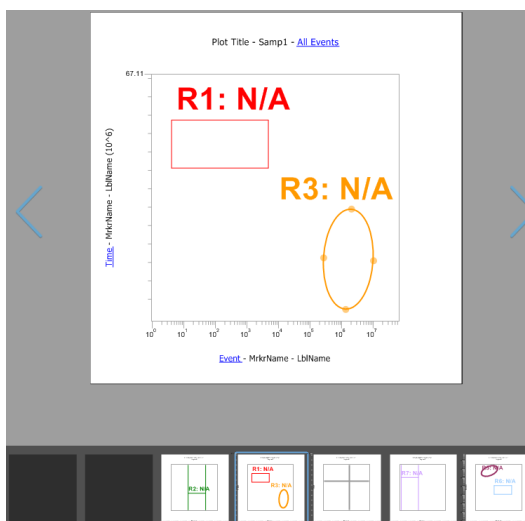 Plot Title - Samp1 - All Events
67.11
R1: N/A
R3: N/A
Time - MrkrName - LblName (10^6)
10^0 10^1 10^2 10^3 10^4 10^5 10^6 10^7
Event - MrkrName - LblName
R2: N/A
R1: N/A
R3: N/A
R7: N/A